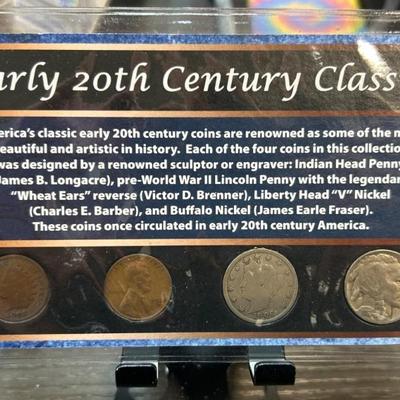 arly 20th Century Class
erica's classic early 20th century coins are renowned as some of the m
eautiful and artistic in history. Each of the four coins in this collection
was designed by a renowned sculptor or engraver: Indian Head Penny
James B. Longacre), pre-World War II Lincoln Penny with the legendar
"Wheat Ears" reverse (Victor D. Brenner), Liberty Head "V" Nickel
(Charles E. Barber), and Buffalo Nickel (James Earle Fraser).
These coins once circulated in early 20th century America.